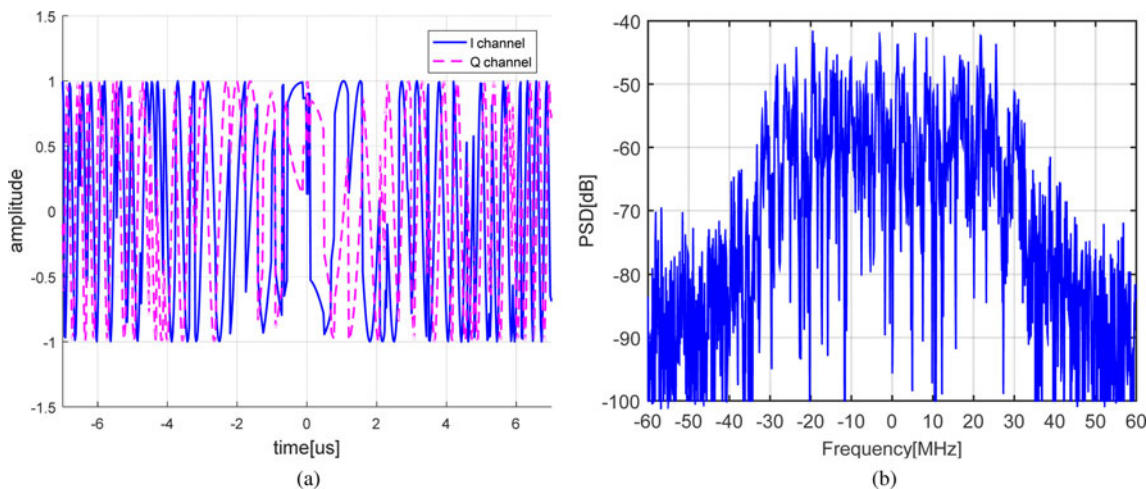 1.5
1
0.5
0
-0.5
-1
-1.5
amplitude
I channel
Q channel
-6 -4 -2 0 2 4 6
time[us]
(a)
-40
-50
-60
-70
-80
-90
-100
PSD[dB]
-60 -50 -40 -30 -20 -10 0 10 20 30 40 50 60
Frequency[MHz]
(b)